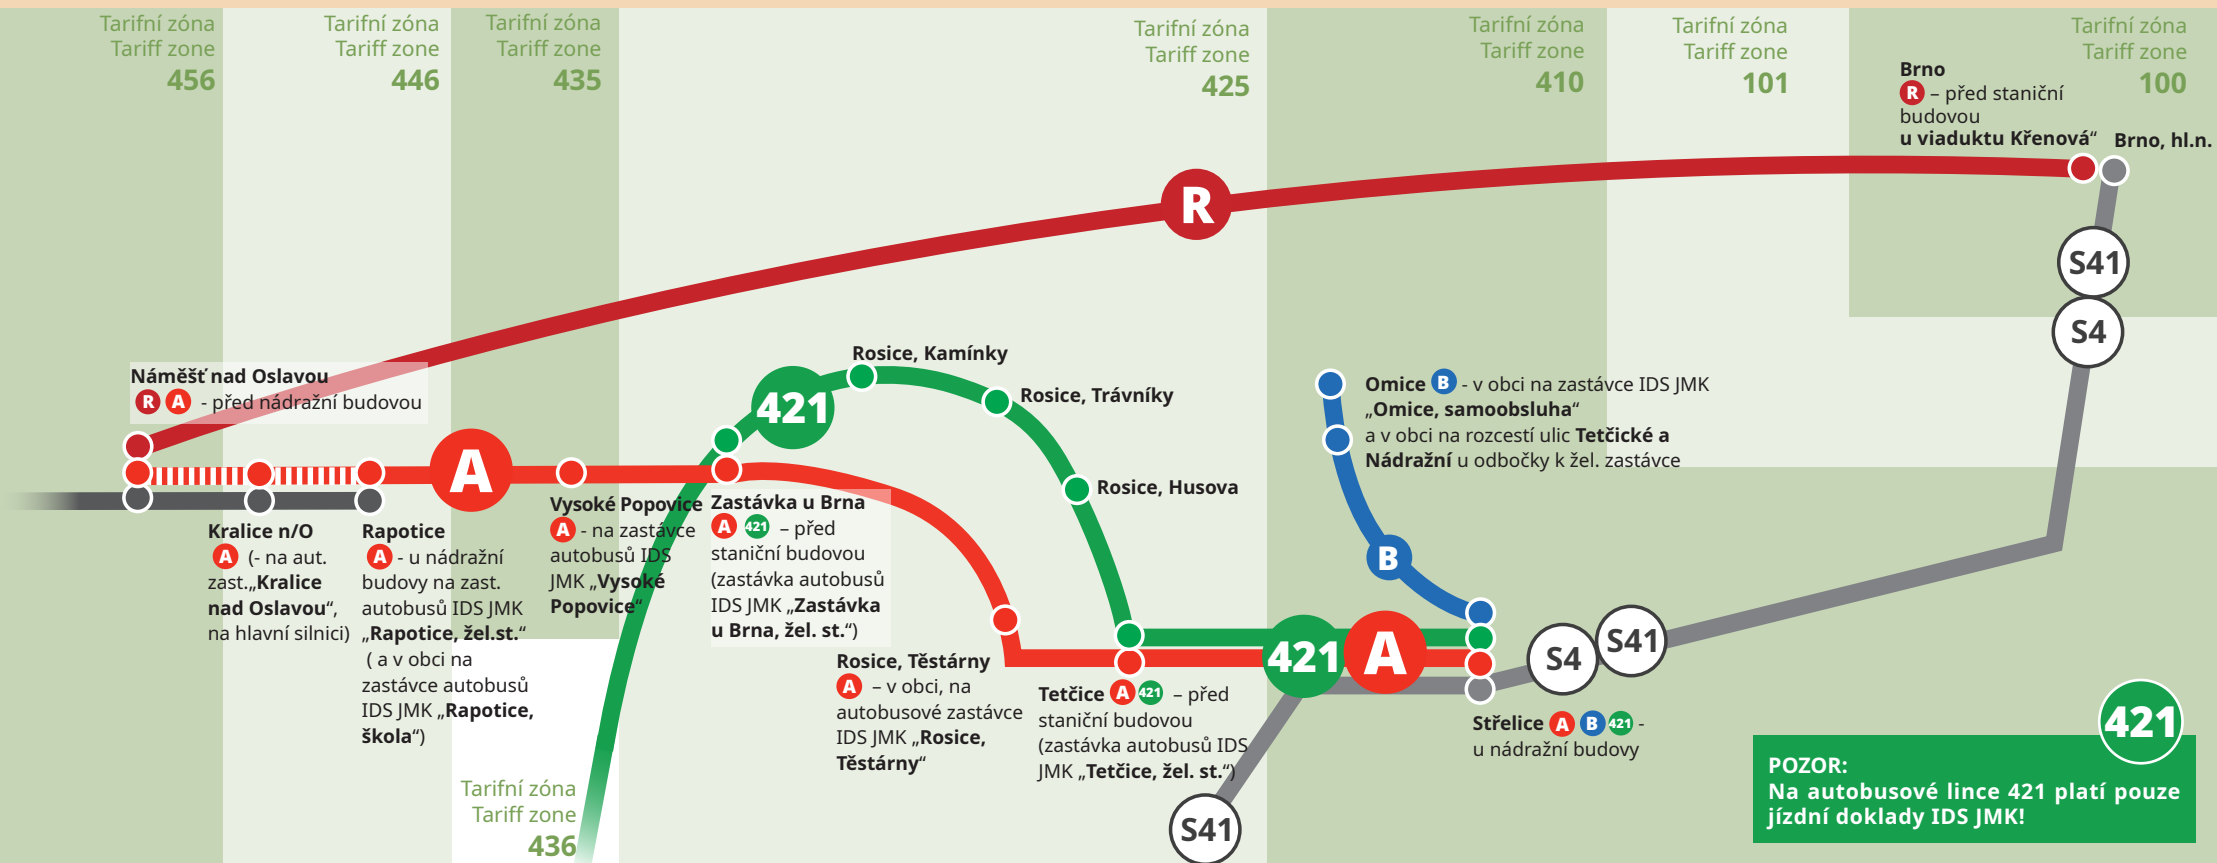 Tarifní zóna
Tariff zone
456
Tarifní zóna
Tariff zone
446
Tarifní zóna
Tariff zone
435
Tarifní zóna
Tariff zone
425
Tarifní zóna
Tariff zone
410
Tarifní zóna
Tariff zone
101
Tarifní zóna
Tariff zone
100
Brno
R – před staniční
budovou
u viaduktu Křenová“
Brno, hl.n.
R
S41
S4
Náměšť nad Oslavou
R A - před nádražní budovou
A
421
Rosice, Kamínky
Rosice, Trávníky
Rosice, Husova
Omice B - v obci na zastávce IDS JMK
„Omice, samoobsluha“
a v obci na rozcestí ulic Tetčické a
Nádražní u odbočky k žel. zastávce
B
Kralice n/O
A (- na aut.
zast.„Kralice
nad Oslavou“,
na hlavní silnici)
Rapotice
A - u nádražní
budovy na zast.
autobusů IDS JMK
„Rapotice, žel.st.“
( a v obci na
zastávce autobusů
IDS JMK „Rapotice,
škola“)
Vysoké Popovice
A - na zastávce
autobusů IDS
JMK „Vysoké
Popovice“
Zastávka u Brna
A 421 – před
staniční budovou
(zastávka autobusů
IDS JMK „Zastávka
u Brna, žel. st.“)
Rosice, Těstárny
A – v obci, na
autobusové zastávce
IDS JMK „Rosice,
Těstárny“
Tetčice A 421 – před
staniční budovou
(zastávka autobusů IDS
JMK „Tetčice, žel. st.“)
421
A
S4
S41
Střelice A B 421 -
u nádražní budovy
S41
Tarifní zóna
Tariff zone
436
421
POZOR:
Na autobusové lince 421 platí pouze
jízdní doklady IDS JMK!